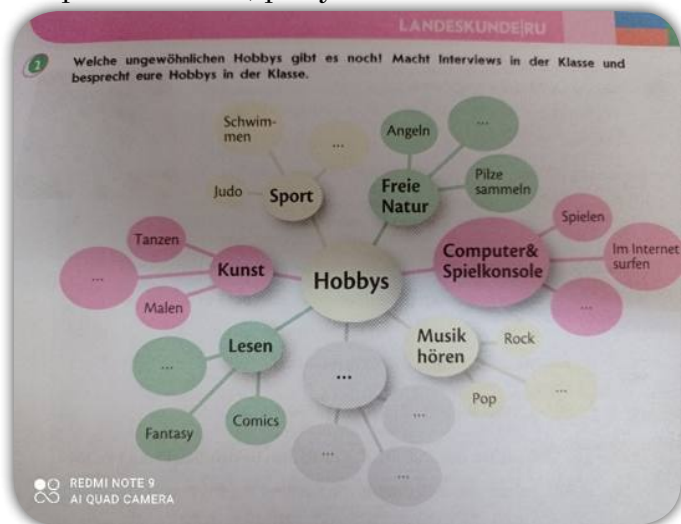 LANDESKUNDE|RU
2 Welche ungewöhnlichen Hobbys gibt es noch? Macht Interviews in der Klasse und
besprecht eure Hobbys in der Klasse.
Schwim-
men
...
Judo
Sport
Angeln
...
Freie
Natur
Pilze
sammeln
Tanzen
...
Kunst
Malen
Hobbys
Computer&
Spielkonsole
Spielen
Im Internet
surfen
...
Lesen
...
Fantasy
Comics
...
...
...
...
Musik
hören
Rock
...
Pop
REDMI NOTE 9
AI QUAD CAMERA